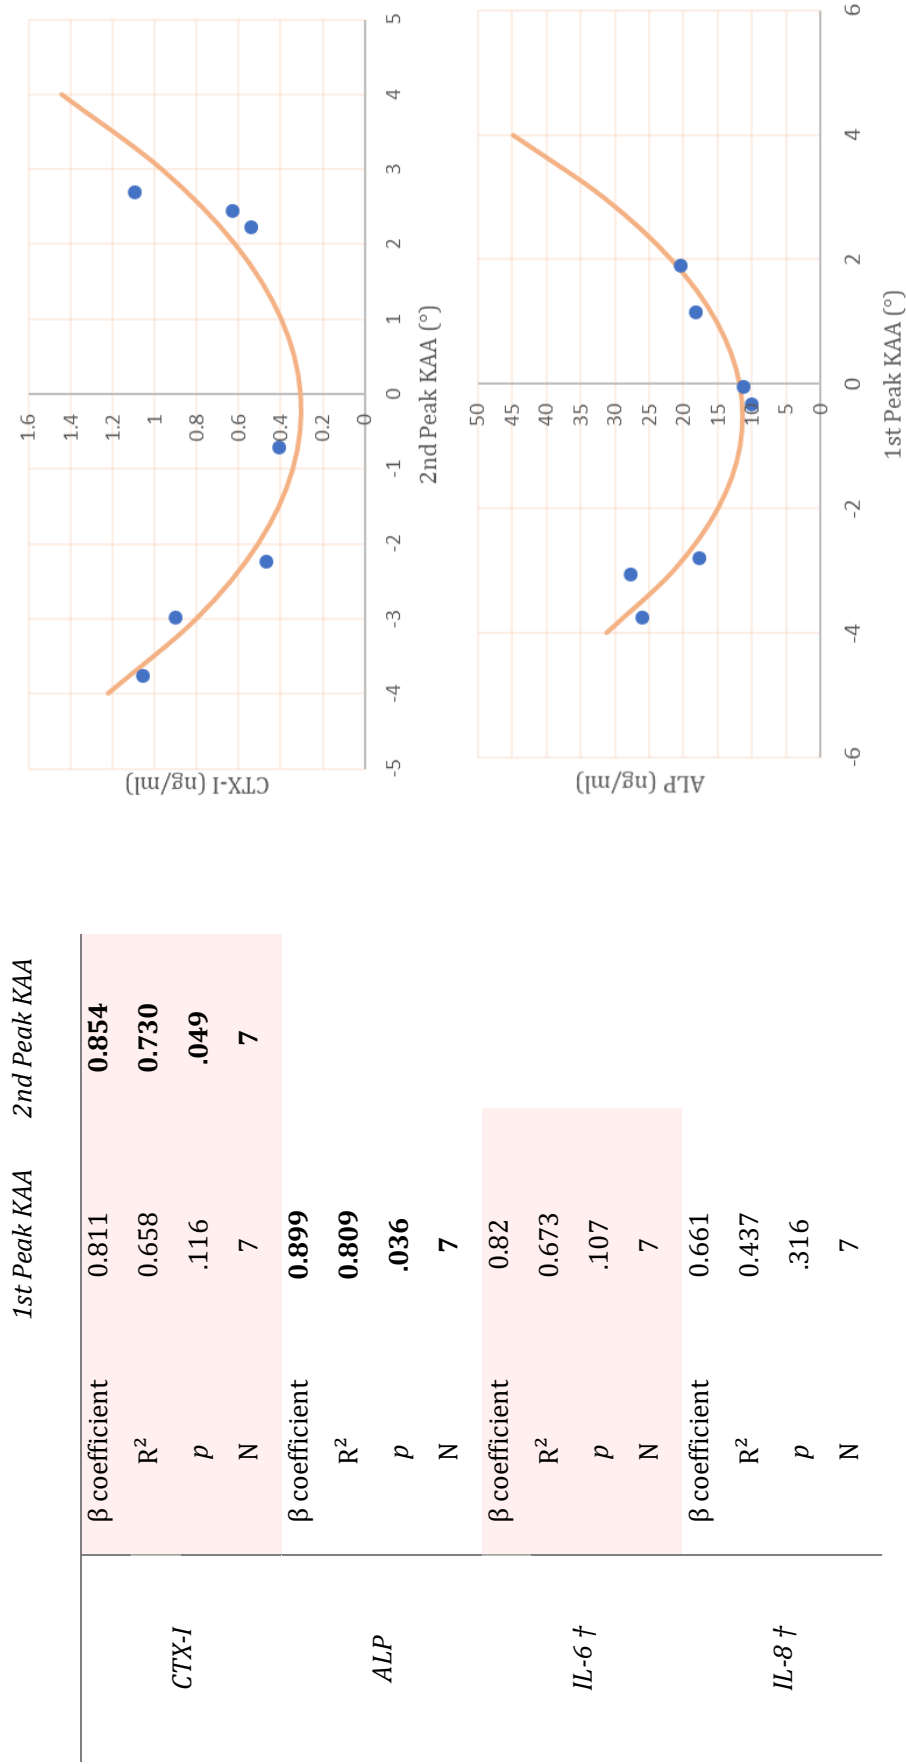 1st Peak KAA 2nd Peak KAA
CTX-I
β coefficient 0.811 0.854
R² 0.658 0.730
p .116 .049
N 7 7
ALP
β coefficient 0.899
R² 0.809
p .036
N 7
IL-6 †
β coefficient 0.82
R² 0.673
p .107
N 7
IL-8 †
β coefficient 0.661
R² 0.437
p .316
N 7
CTX-I (ng/ml)
1.6
1.4
1.2
1
0.8
0.6
0.4
0.2
0
-5 -4 -3 -2 -1 0 1 2 3 4 5
2nd Peak KAA (°)
ALP (ng/ml)
50
45
40
35
30
25
20
15
10
5
0
-6 -4 -2 0 2 4 6
1st Peak KAA (°)